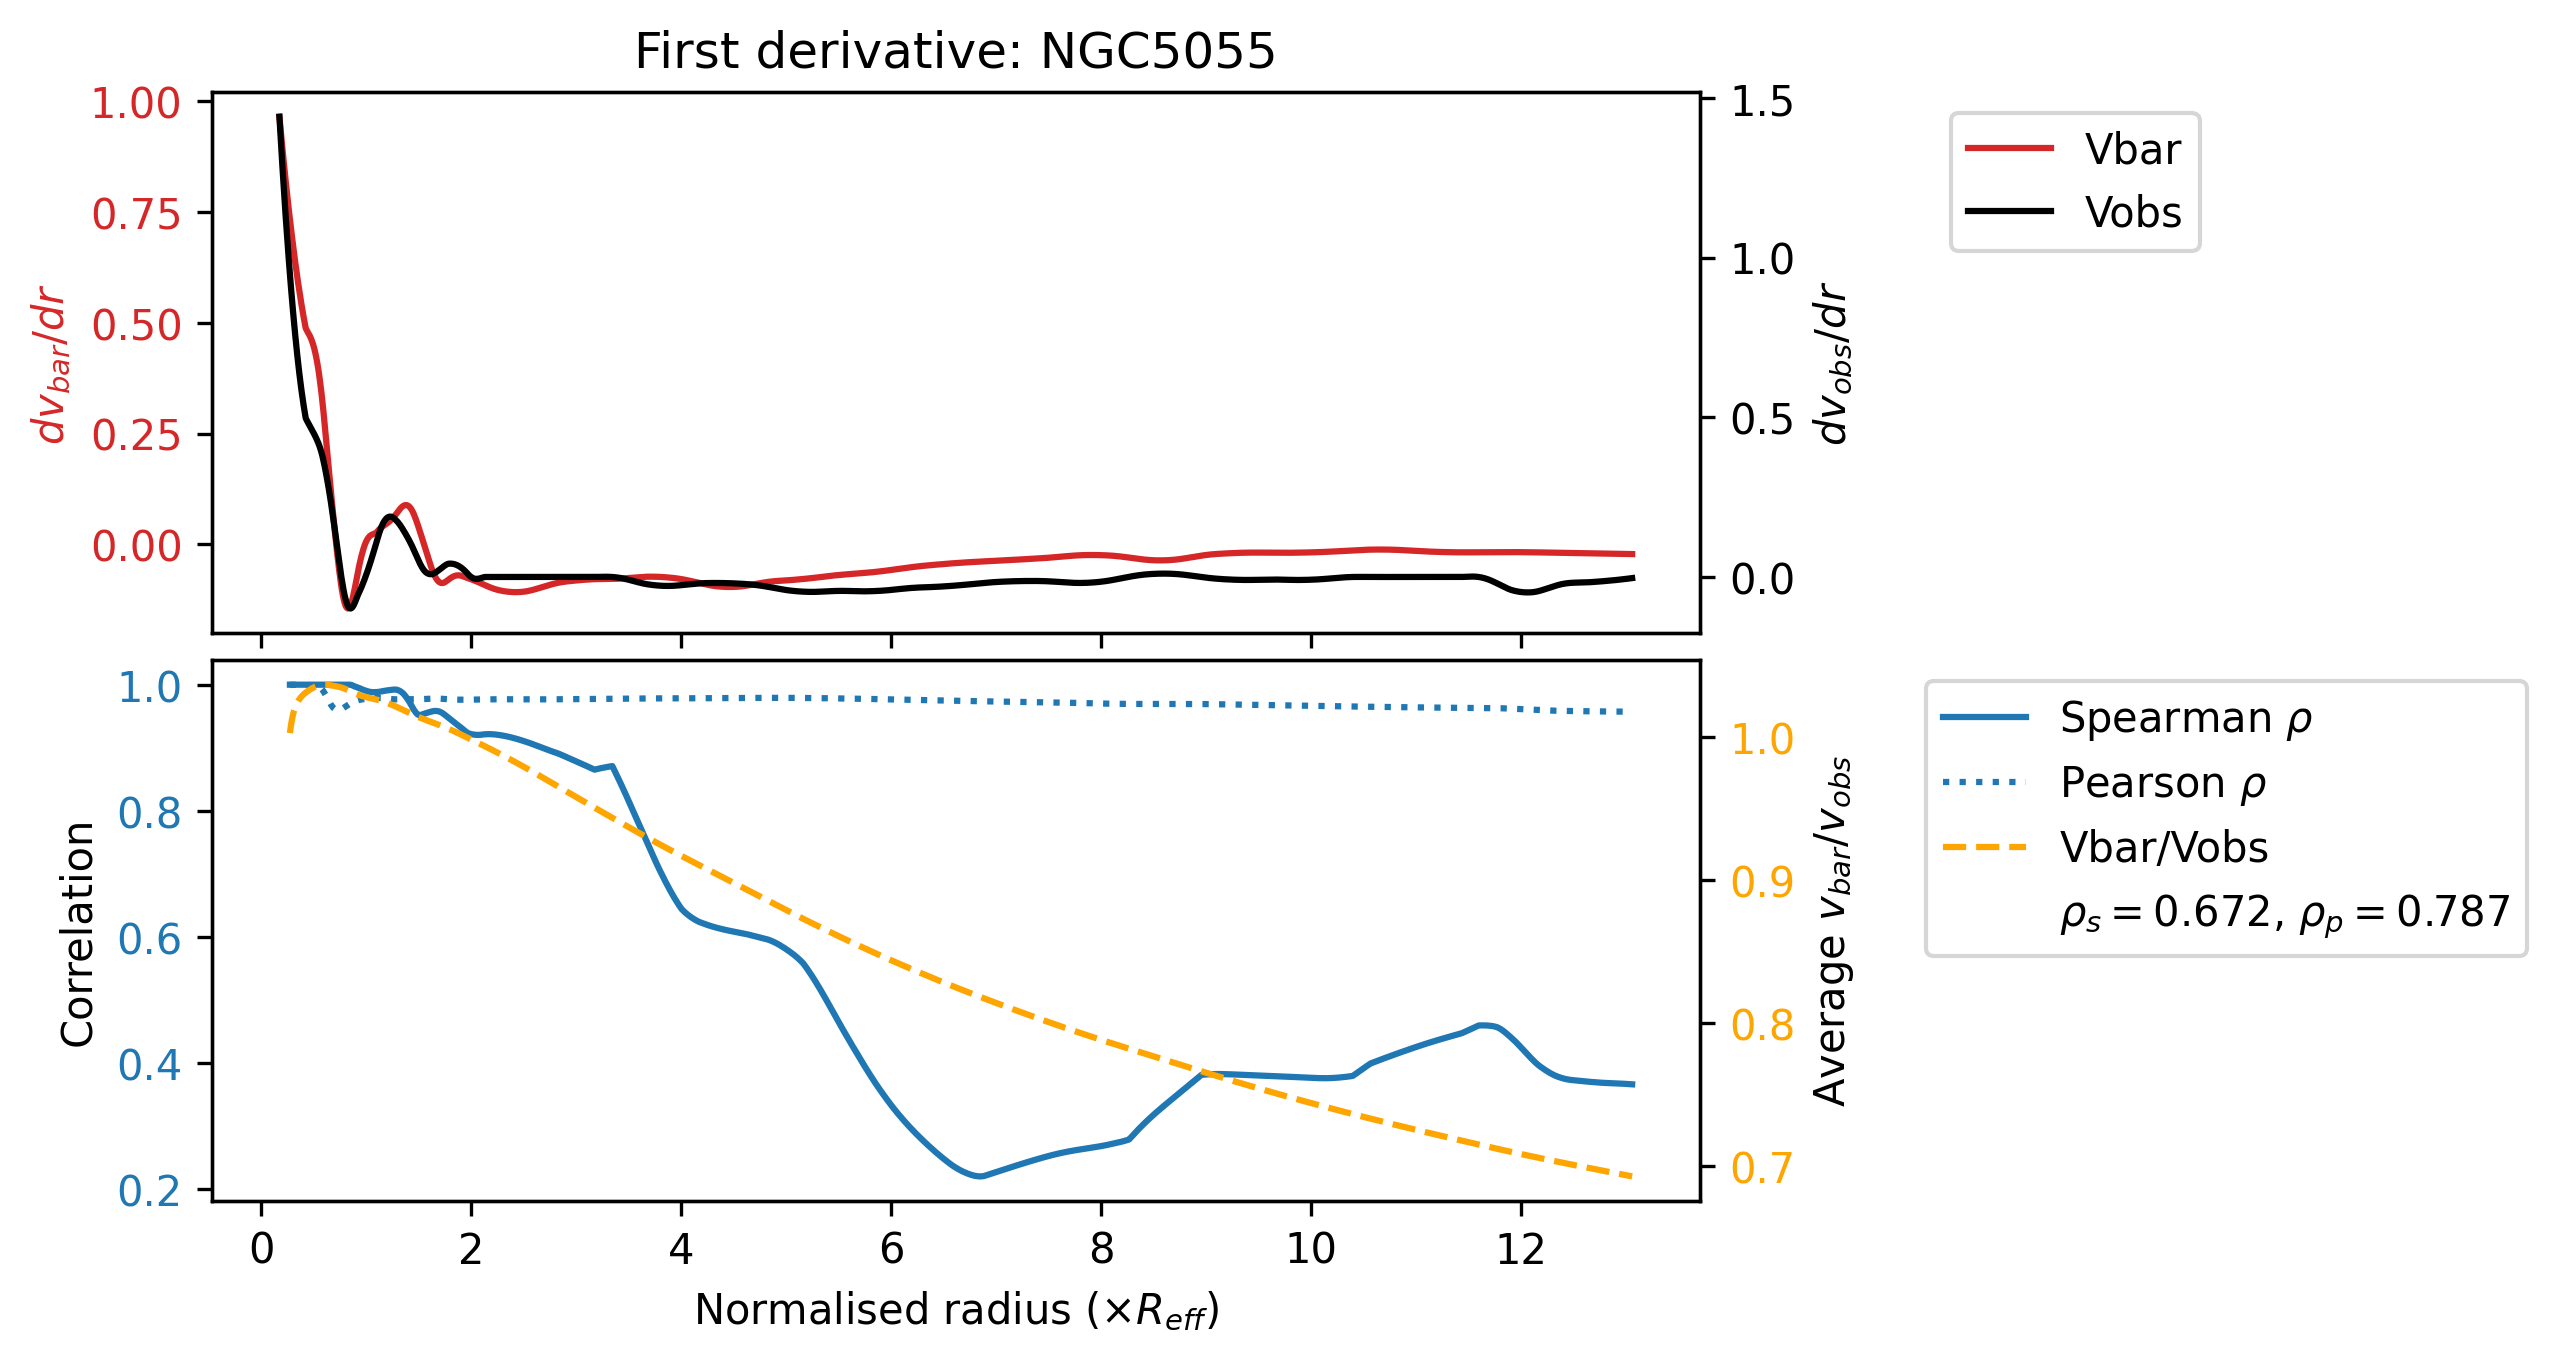 First derivative: NGC5055
1.00
0.75
0.50
0.25
0.00
dv_bar/dr
1.5
1.0
0.5
0.0
dv_obs/dr
Vbar
Vobs
1.0
0.8
0.6
0.4
0.2
Correlation
1.0
0.9
0.8
0.7
Average v_bar/v_obs
Spearman ρ
Pearson ρ
Vbar/Vobs
ρ_s = 0.672, ρ_p = 0.787
0 2 4 6 8 10 12
Normalised radius (×R_eff)